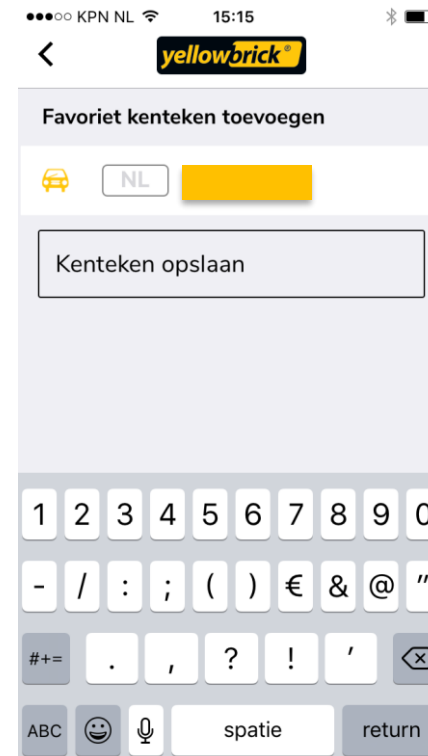 KPN NL 15:15
yellowbrick®
Favoriet kenteken toevoegen
NL
Kenteken opslaan
1 2 3 4 5 6 7 8 9 0
- / : ; ( ) € & @ "
#+= . , ? ! '
ABC spatie return